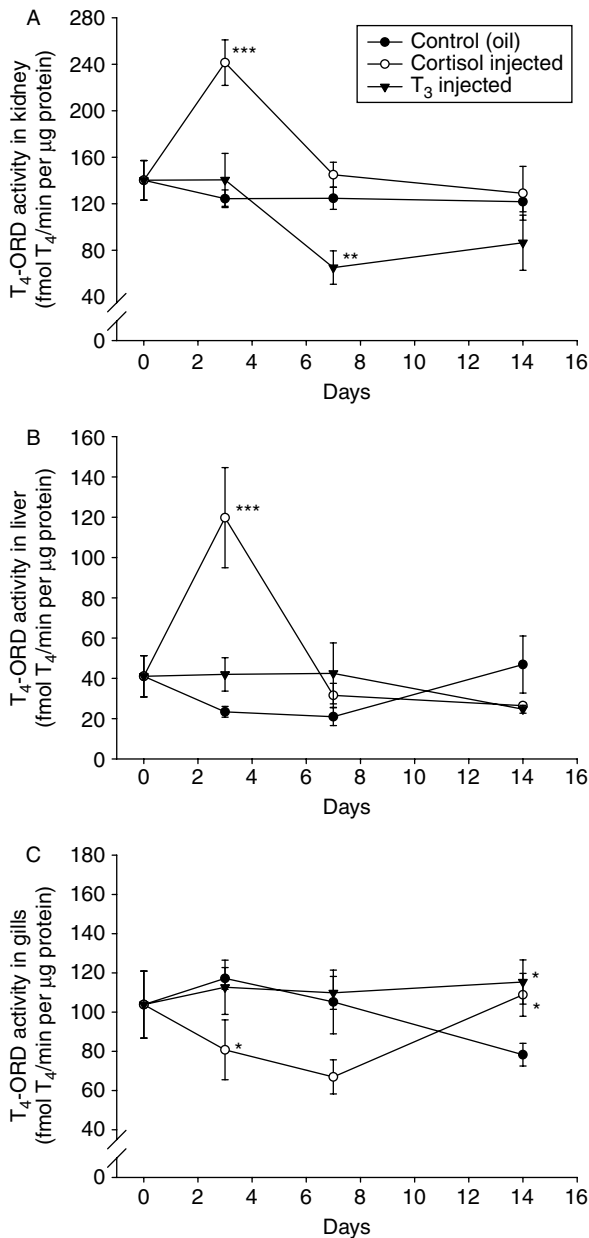 A
T4-ORD activity in kidney
(fmol T4/min per μg protein)
280
240
200
160
120
80
40
0
***
**
Control (oil)
Cortisol injected
T3 injected
0 2 4 6 8 10 12 14 16
Days
B
T4-ORD activity in liver
(fmol T4/min per μg protein)
160
140
120
100
80
60
40
20
0
***
0 2 4 6 8 10 12 14 16
Days
C
T4-ORD activity in gills
(fmol T4/min per μg protein)
180
160
140
120
100
80
60
40
0
*
*
*
0 2 4 6 8 10 12 14 16
Days